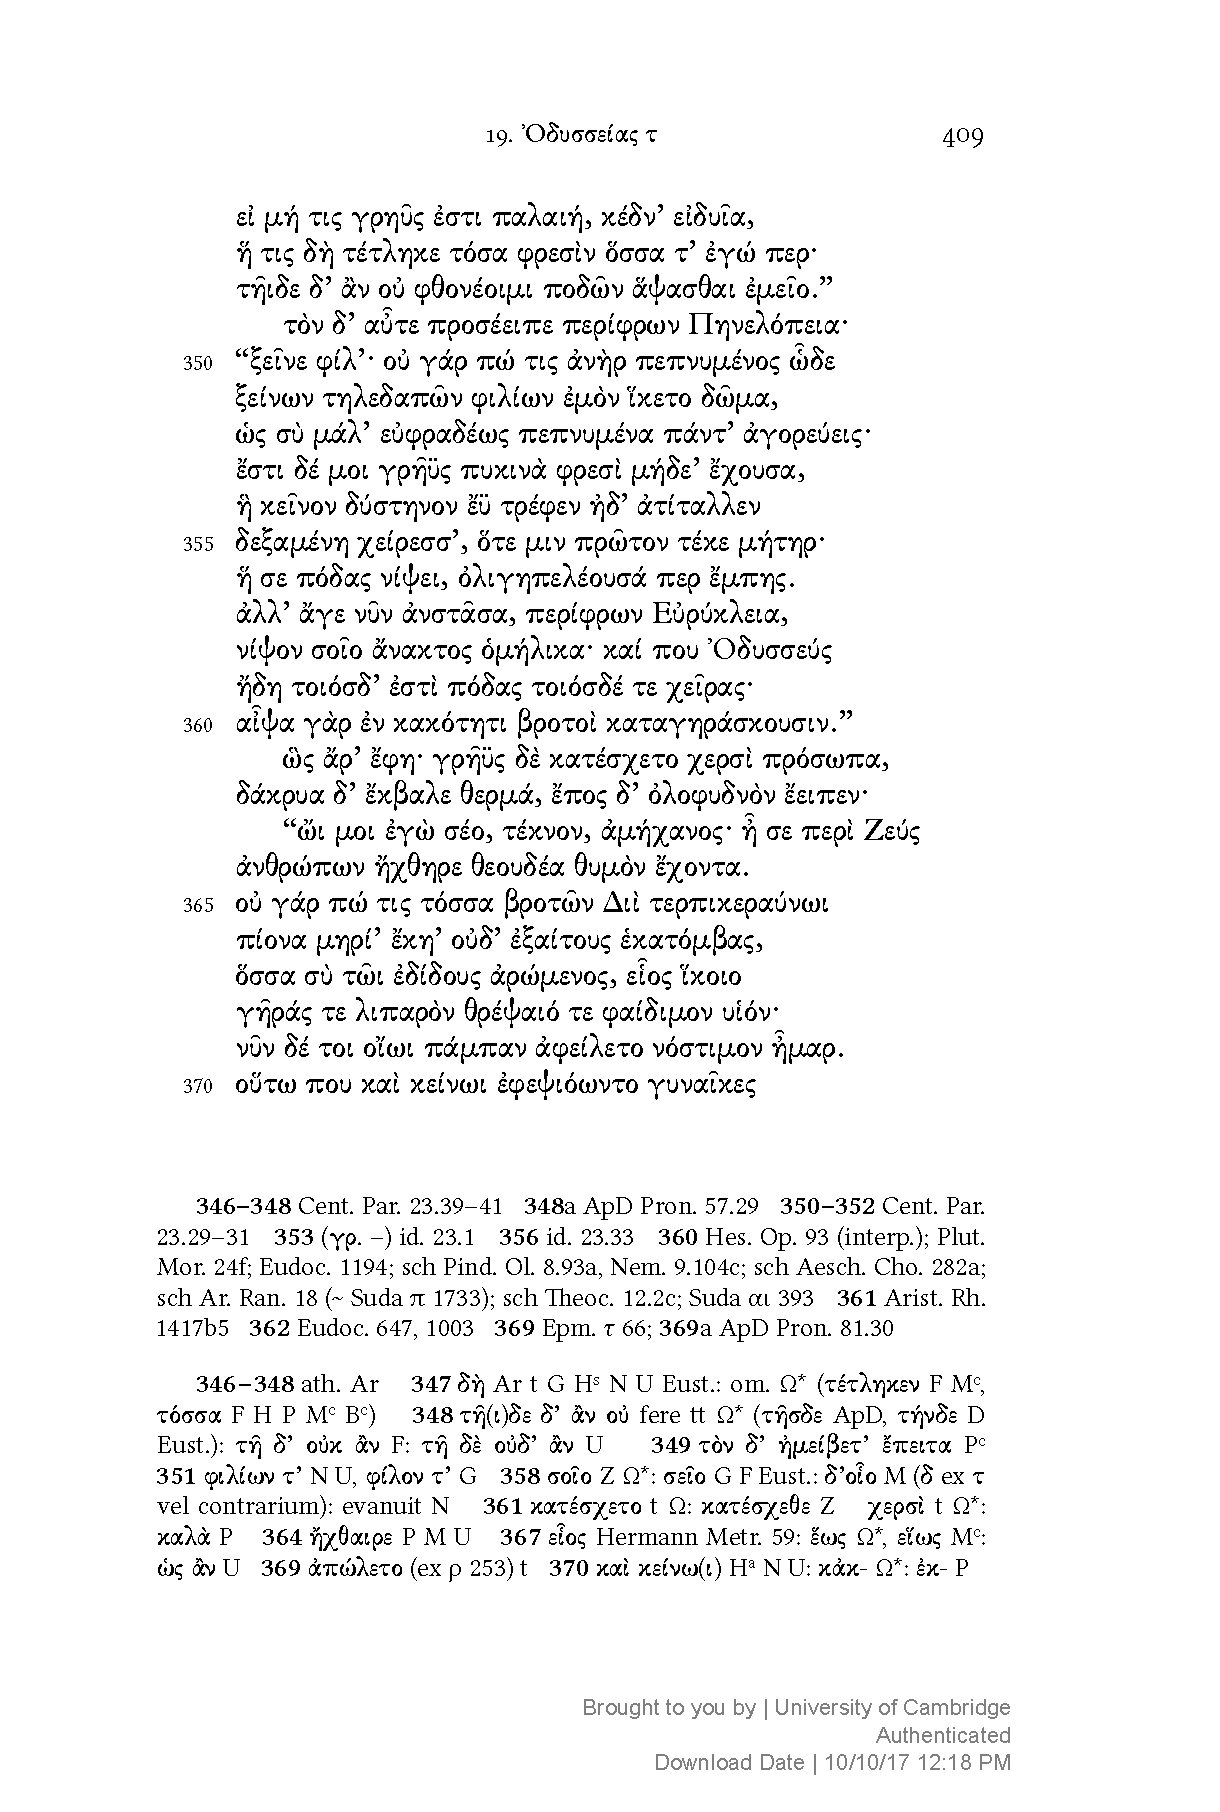 19. Ὀδυσσείας τ 409
εἰ μή τις γρηῦς ἐστι παλαιή, κέδν’ εἰδυῖα,
ἥ τις δὴ τέτληκε τόσα φρεσὶν ὅσσα τ’ ἐγώ περ·
τῆιδε δ’ ἂν οὐ φθονέοιμι ποδῶν ἅψασθαι ἐμεῖο.”
τὸν δ’ αὖτε προσέειπε περίφρων Πηνελόπεια·
350 “ξεῖνε φίλ’· οὐ γάρ πώ τις ἀνὴρ πεπνυμένος ὧδε
ξείνων τηλεδαπῶν φιλίων ἐμὸν ἵκετο δῶμα,
ὡς σὺ μάλ’ εὐφραδέως πεπνυμένα πάντ’ ἀγορεύεις·
ἔστι δέ μοι γρῆϋς πυκινὰ φρεσὶ μήδε’ ἔχουσα,
ἣ κεῖνον δύστηνον ἔϋ τρέφεν ἠδ’ ἀτίταλλεν
355 δεξαμένη χείρεσσ’, ὅτε μιν πρῶτον τέκε μήτηρ·
ἥ σε πόδας νίψει, ὀλιγηπελέουσά περ ἔμπης.
ἀλλ’ ἄγε νῦν ἀνστᾶσα, περίφρων Εὐρύκλεια,
νίψον σοῖο ἄνακτος ὁμήλικα· καί που Ὀδυσσεύς
ἤδη τοιόσδ’ ἐστὶ πόδας τοιόσδέ τε χεῖρας·
360 αἶψα γὰρ ἐν κακότητι βροτοὶ καταγηράσκουσιν.”
ὣς ἄρ’ ἔφη· γρῆϋς δὲ κατέσχετο χερσὶ πρόσωπα,
δάκρυα δ’ ἔκβαλε θερμά, ἔπος δ’ ὀλοφυδνὸν ἔειπεν·
“ὤι μοι ἐγὼ σέο, τέκνον, ἀμήχανος· ἦ σε περὶ Ζεύς
ἀνθρώπων ἤχθηρε θεουδέα θυμὸν ἔχοντα.
365 οὐ γάρ πώ τις τόσσα βροτῶν Διὶ τερπικεραύνωι
πίονα μηρί’ ἔκη’ οὐδ’ ἐξαίτους ἑκατόμβας,
ὅσσα σὺ τῶι ἐδίδους ἀρώμενος, εἷος ἵκοιο
γῆράς τε λιπαρὸν θρέψαιό τε φαίδιμον υἱόν·
νῦν δέ τοι οἴωι πάμπαν ἀφείλετο νόστιμον ἦμαρ.
370 οὕτω που καὶ κείνωι ἐφεψιόωντο γυναῖκες
346–348 Cent. Par. 23.39–41 348a ApD Pron. 57.29 350–352 Cent. Par.
23.29–31 353 (γρ. –) id. 23.1 356 id. 23.33 360 Hes. Op. 93 (interp.); Plut.
Mor. 24f; Eudoc. 1194; sch Pind. Ol. 8.93a, Nem. 9.104c; sch Aesch. Cho. 282a;
sch Ar. Ran. 18 (~ Suda π 1733); sch Theoc. 12.2c; Suda αι 393 361 Arist. Rh.
1417b5 362 Eudoc. 647, 1003 369 Epm. τ 66; 369a ApD Pron. 81.30
346–348 ath. Ar 347 δὴ Ar t G Hˢ N U Eust.: om. Ω* (τέτληκεν F Mᶜ,
τόσσα F H P Mᶜ Bᶜ) 348 τῆ(ι)δε δ’ ἂν οὐ fere tt Ω* (τῆσδε ApD, τήνδε D
Eust.): τῆ δ’ οὐκ ἂν F: τῆ δὲ οὐδ’ ἂν U 349 τὸν δ’ ἠμείβετ’ ἔπειτα Pᶜ
351 φιλίων τ’ N U, φίλον τ’ G 358 σοῖο Z Ω*: σεῖο G F Eust.: δ’οἷο M (δ ex τ
vel contrarium): evanuit N 361 κατέσχετο t Ω: κατέσχεθε Z χερσὶ t Ω*:
καλὰ P 364 ἤχθαιρε P M U 367 εἷος Hermann Metr. 59: ἕως Ω*, εἵως Mᶜ:
ὡς ἂν U 369 ἀπώλετο (ex ρ 253) t 370 καὶ κείνω(ι) Hᵃ N U: κἀκ- Ω*: ἐκ- P
Brought to you by | University of Cambridge
Authenticated
Download Date | 10/10/17 12:18 PM